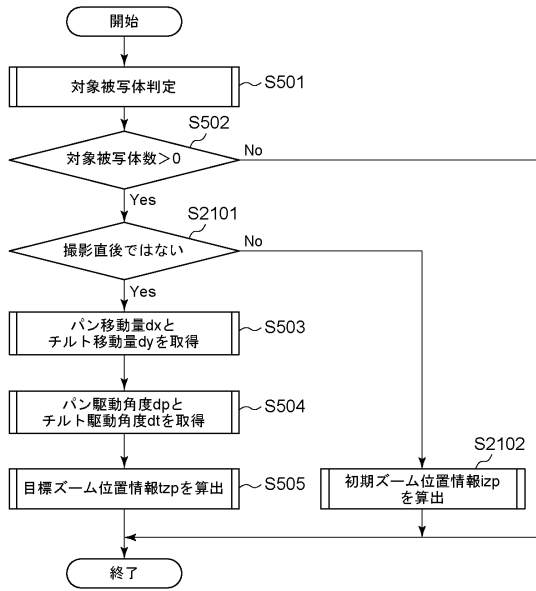 開始
対象被写体判定
S501
S502
対象被写体数＞0
No
Yes
S2101
撮影直後ではない
No
Yes
パン移動量dxと
チルト移動量dyを取得
S503
パン駆動角度dpと
チルト駆動角度dtを取得
S504
S2102
目標ズーム位置情報tzpを算出
S505
初期ズーム位置情報izp
を算出
終了